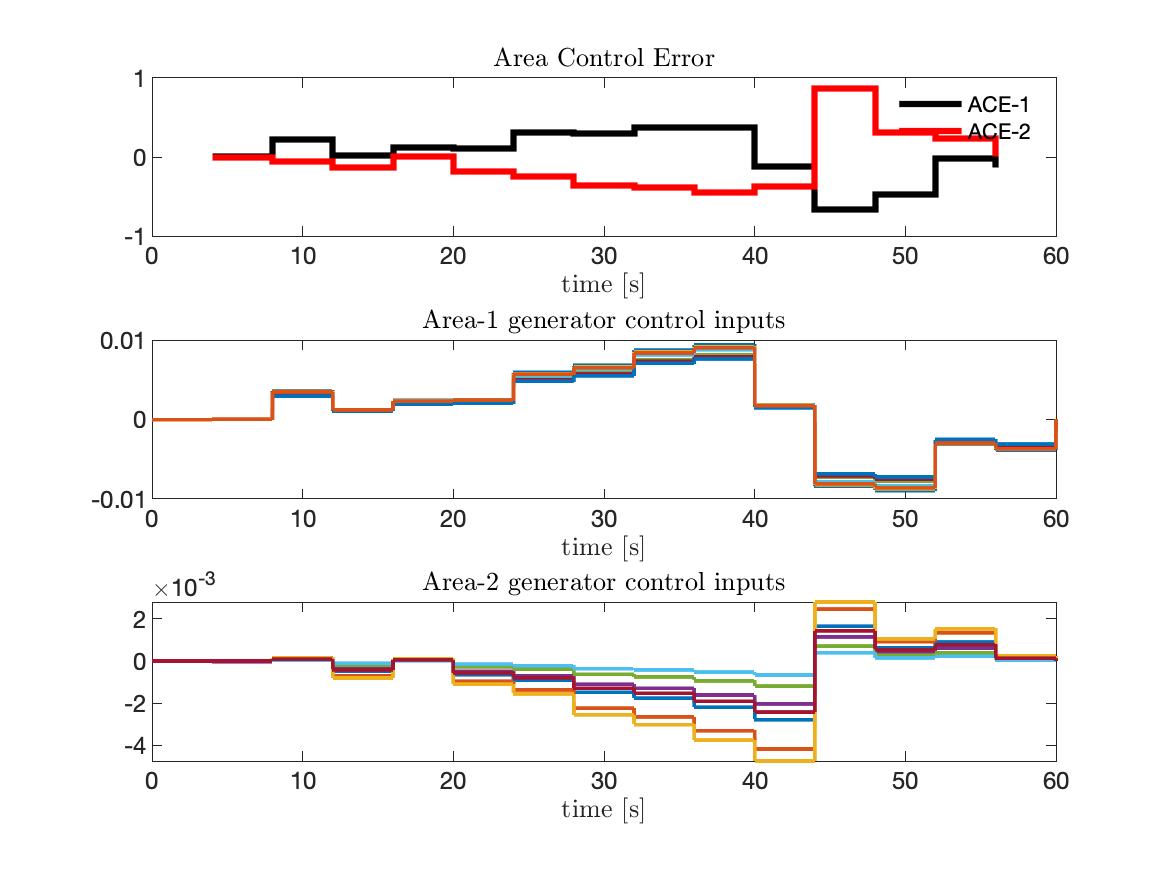 Area Control Error
1
0
-1
ACE-1
ACE-2
0 10 20 30 40 50 60
time [s]
Area-1 generator control inputs
0.01
0
-0.01
0 10 20 30 40 50 60
time [s]
Area-2 generator control inputs
×10-3
2
0
-2
-4
0 10 20 30 40 50 60
time [s]